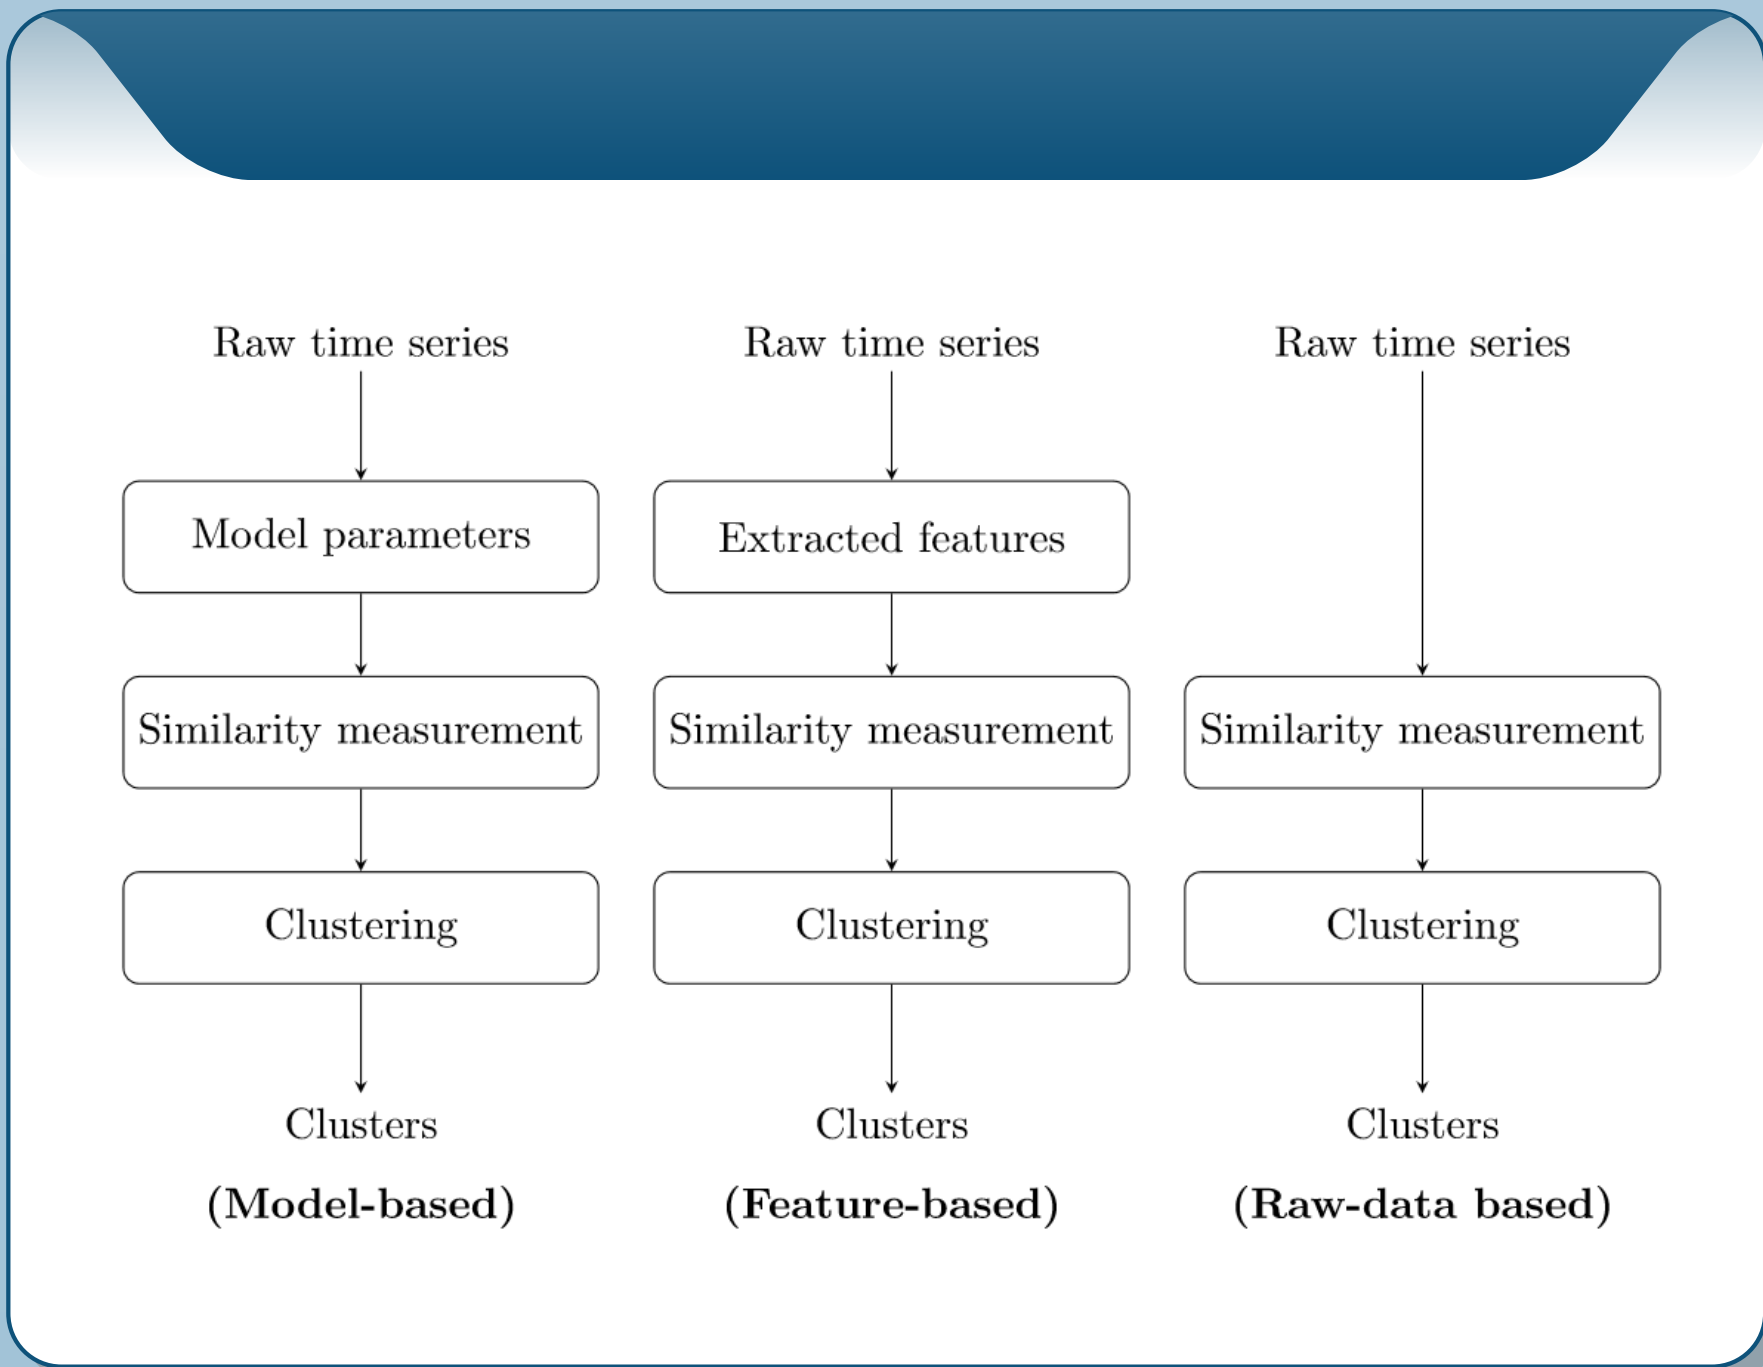 Raw time series
Raw time series
Raw time series
Model parameters
Extracted features
Similarity measurement
Similarity measurement
Similarity measurement
Clustering
Clustering
Clustering
Clusters
Clusters
Clusters
(Model-based)
(Feature-based)
(Raw-data based)